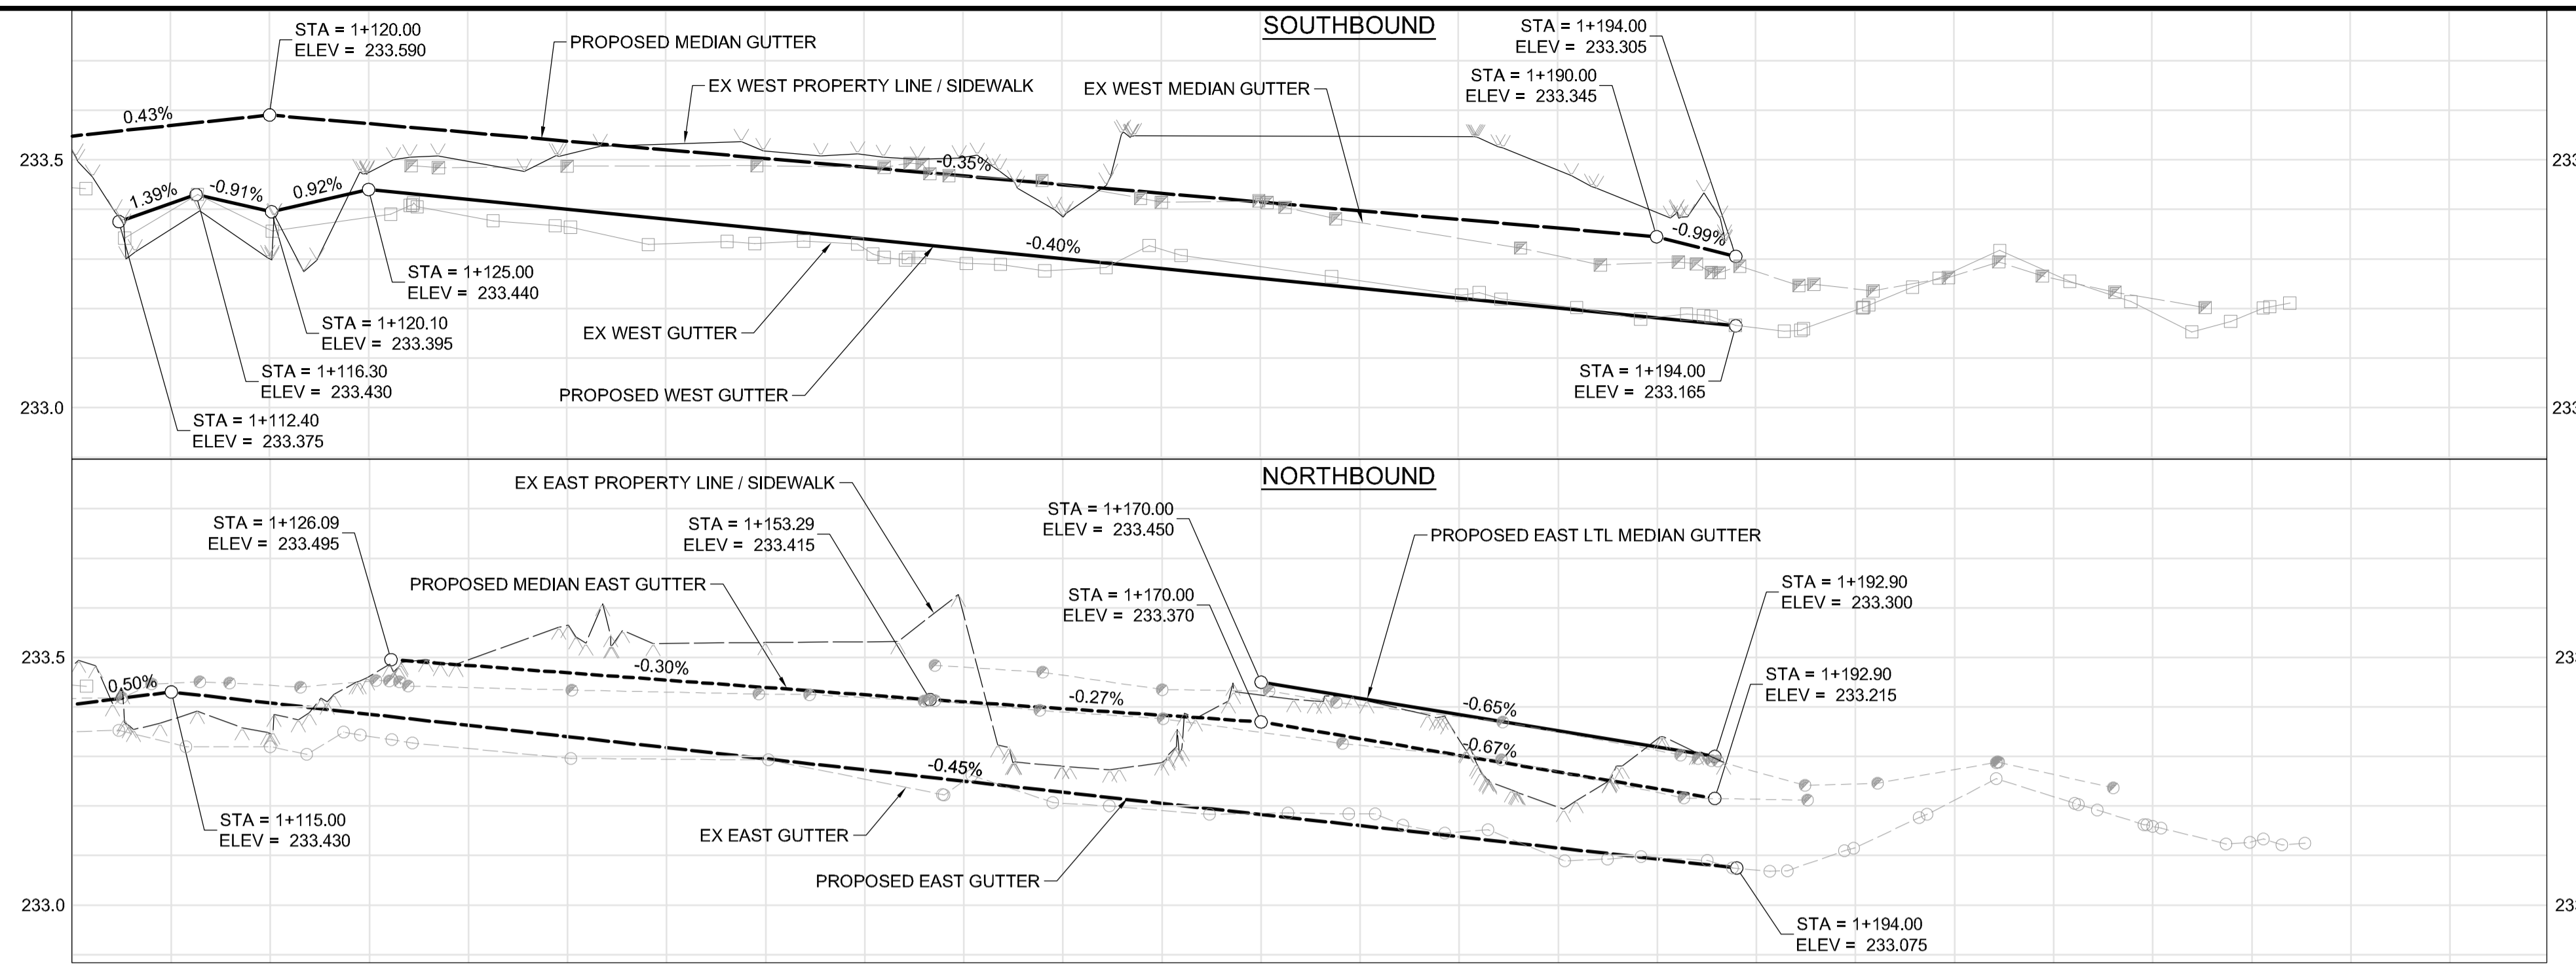 SOUTHBOUND
STA = 1+120.00
ELEV = 233.590
PROPOSED MEDIAN GUTTER
EX WEST PROPERTY LINE / SIDEWALK
EX WEST MEDIAN GUTTER
STA = 1+194.00
ELEV = 233.305
STA = 1+190.00
ELEV = 233.345
0.43%
233.5
1.39%
-0.91%
0.92%
-0.35%
-0.40%
-0.99%
STA = 1+125.00
ELEV = 233.440
STA = 1+120.10
ELEV = 233.395
STA = 1+116.30
ELEV = 233.430
STA = 1+112.40
ELEV = 233.375
EX WEST GUTTER
PROPOSED WEST GUTTER
STA = 1+194.00
ELEV = 233.165
233.0
NORTHBOUND
EX EAST PROPERTY LINE / SIDEWALK
STA = 1+126.09
ELEV = 233.495
STA = 1+153.29
ELEV = 233.415
STA = 1+170.00
ELEV = 233.450
PROPOSED EAST LTL MEDIAN GUTTER
PROPOSED MEDIAN EAST GUTTER
STA = 1+170.00
ELEV = 233.370
STA = 1+192.90
ELEV = 233.300
233.5
0.50%
-0.30%
-0.27%
-0.65%
-0.67%
-0.45%
STA = 1+192.90
ELEV = 233.215
STA = 1+115.00
ELEV = 233.430
EX EAST GUTTER
PROPOSED EAST GUTTER
233.0
STA = 1+194.00
ELEV = 233.075